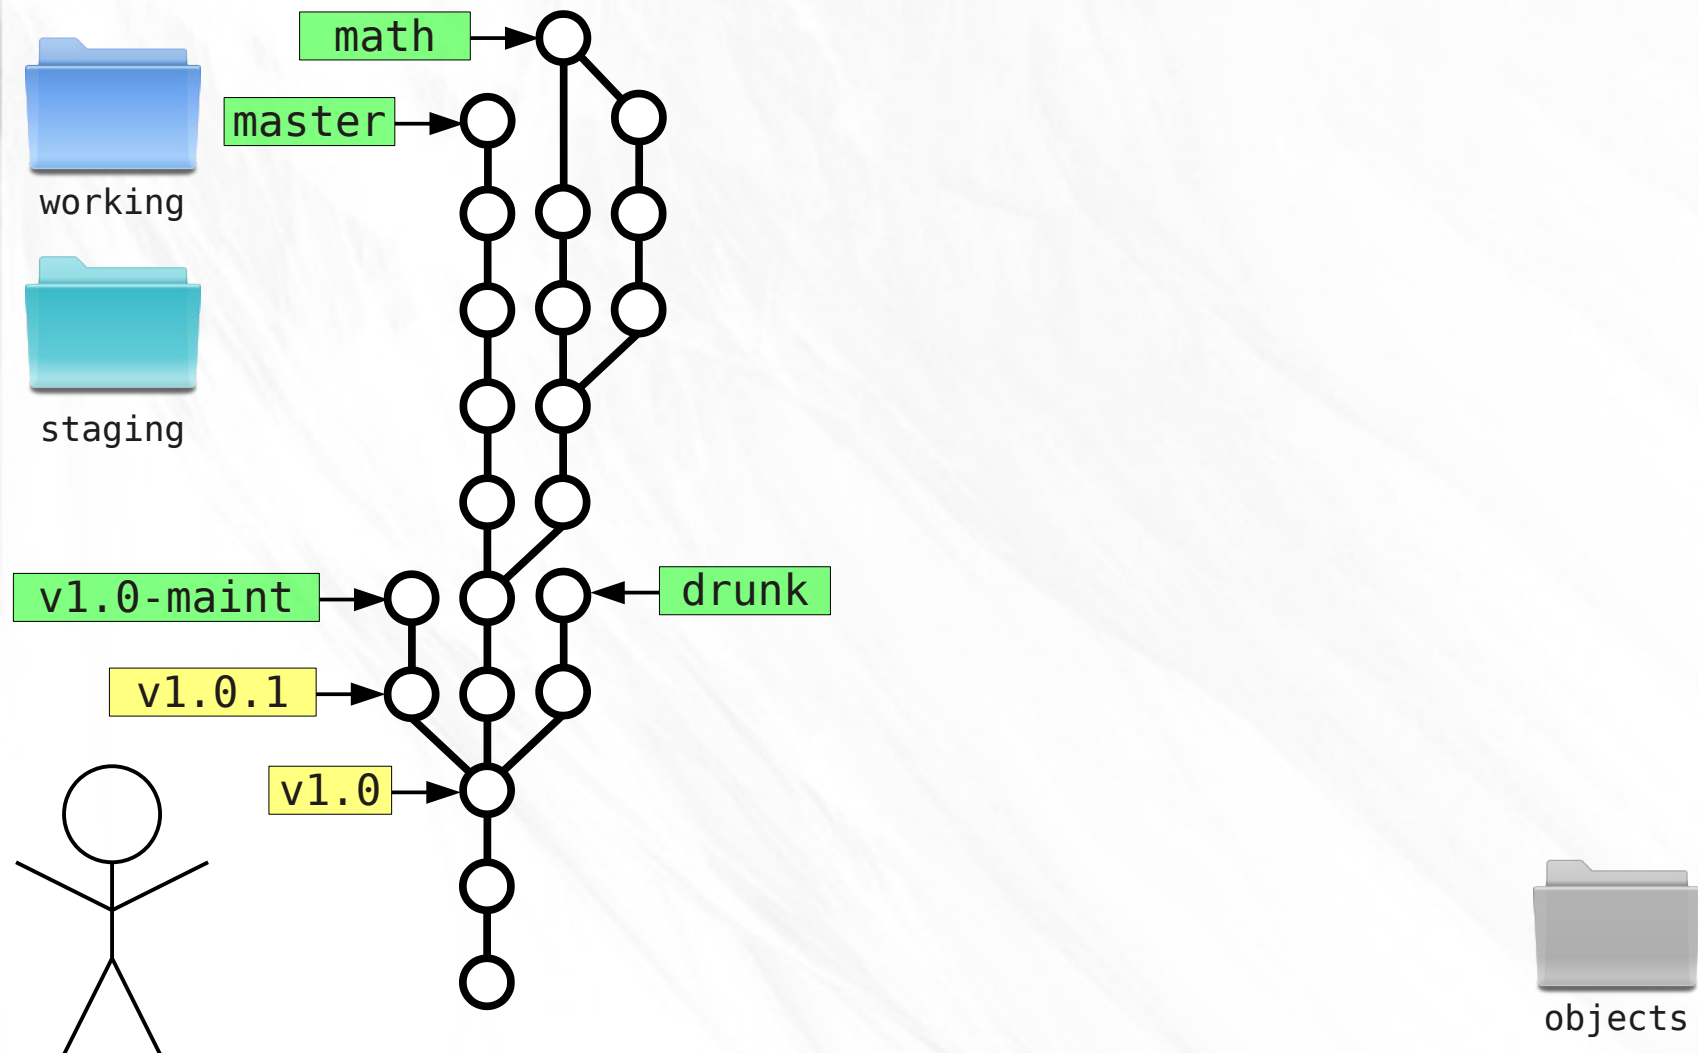 math
master
working
staging
v1.0-maint
drunk
v1.0.1
v1.0
objects